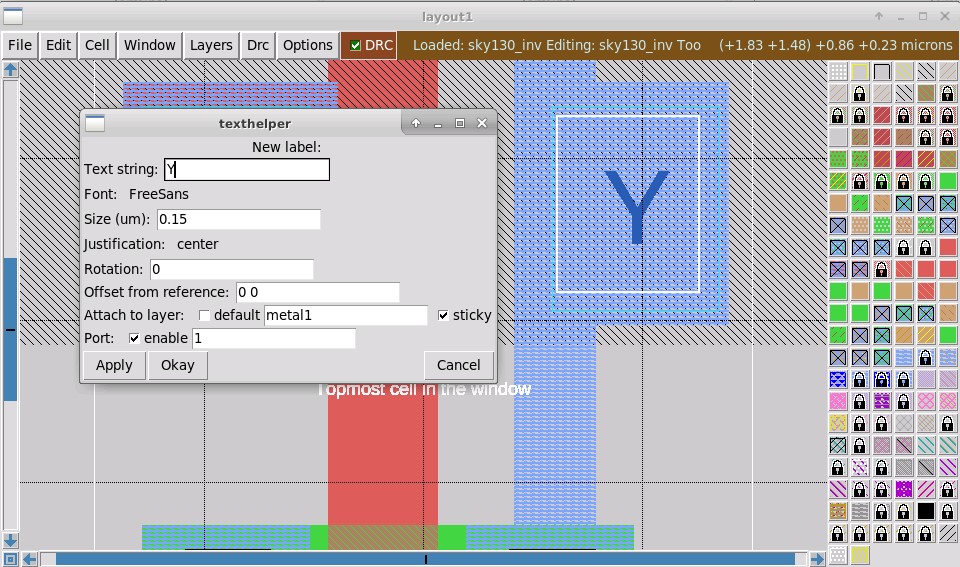 layout1
File Edit Cell Window Layers Drc Options DRC Loaded: sky130_inv Editing: sky130_inv Too (+1.83 +1.48) +0.86 +0.23 microns
texthelper
New label:
Text string: Y
Font: FreeSans
Size (um): 0.15
Justification: center
Rotation: 0
Offset from reference: 0 0
Attach to layer: default metal1 sticky
Port: enable 1
Apply Okay Cancel
Y
Topmost cell in the window